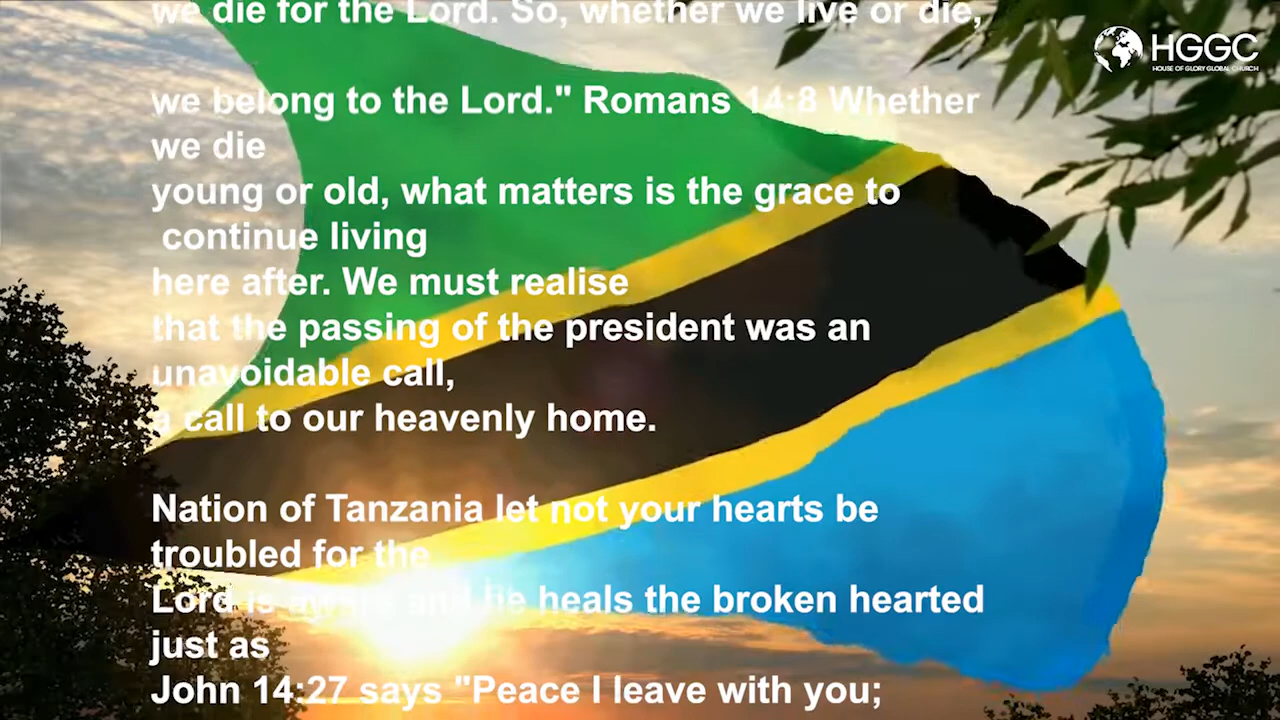 we die for the Lord. So, whether we live or die,
HGGC
HOUSE OF GLORY GLOBAL CHURCH
we belong to the Lord." Romans 14:8 Whether
we die
young or old, what matters is the grace to
continue living
here after. We must realise
that the passing of the president was an
unavoidable call,
a call to our heavenly home.
Nation of Tanzania let not your hearts be
troubled for the
Lord is and he heals the broken hearted
just as
John 14:27 says "Peace I leave with you;